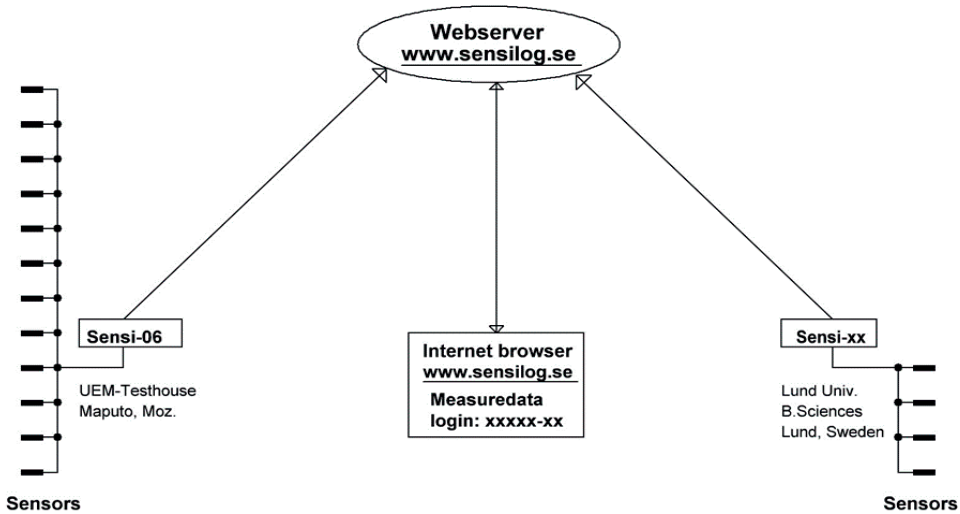 Webserver
www.sensilog.se
Sensi-06
UEM-Testhouse
Maputo, Moz.
Internet browser
www.sensilog.se
Measuredata
login: xxxxx-xx
Sensi-xx
Lund Univ.
B.Sciences
Lund, Sweden
Sensors
Sensors